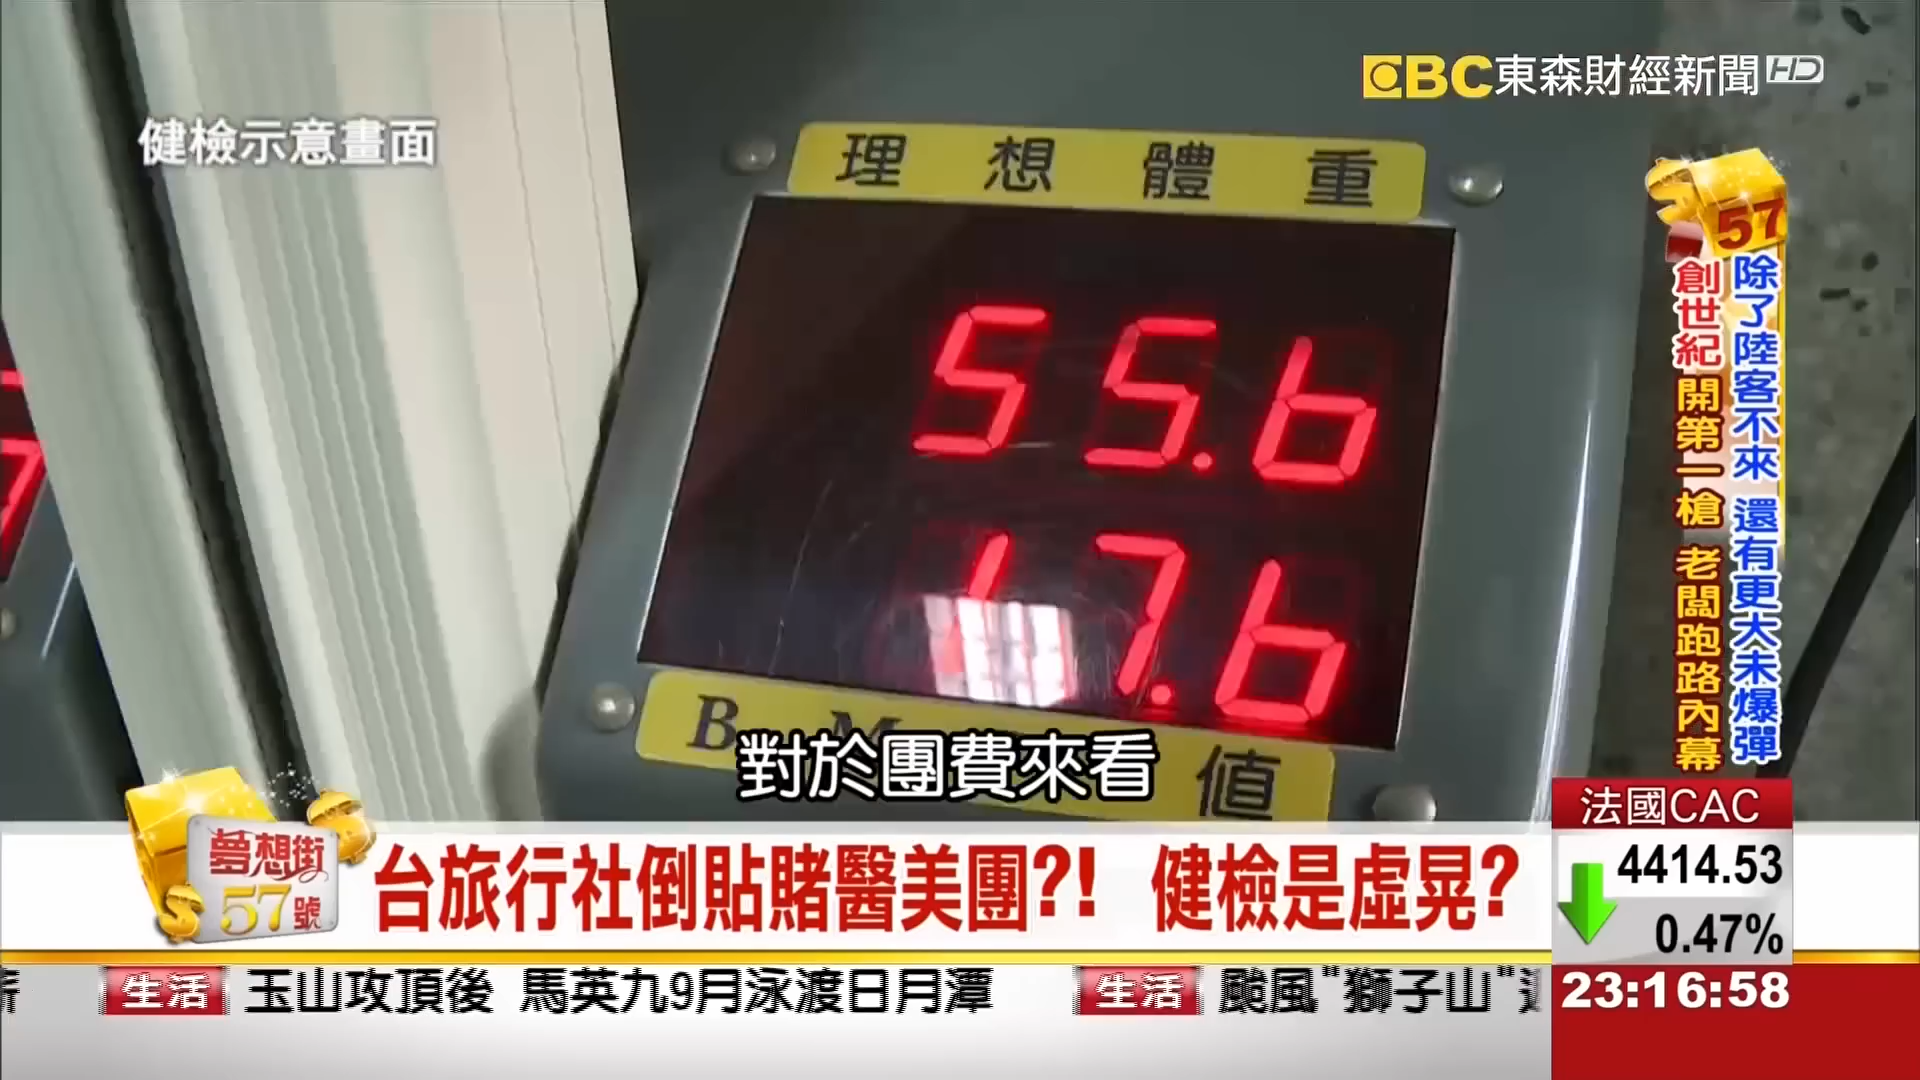 EBC東森財經新聞HD
健檢示意畫面
理想體重
55.6
17.6
值
57
除了陸客不來 還有更大未爆彈
創世紀 開第一槍 老闆跑路內幕
對於團費來看
夢想街57號
台旅行社倒貼賭醫美團?! 健檢是虛晃?
法國CAC
4414.53
0.47%
生活 玉山攻頂後 馬英九9月泳渡日月潭
生活 颱風"獅子山"
23:16:58